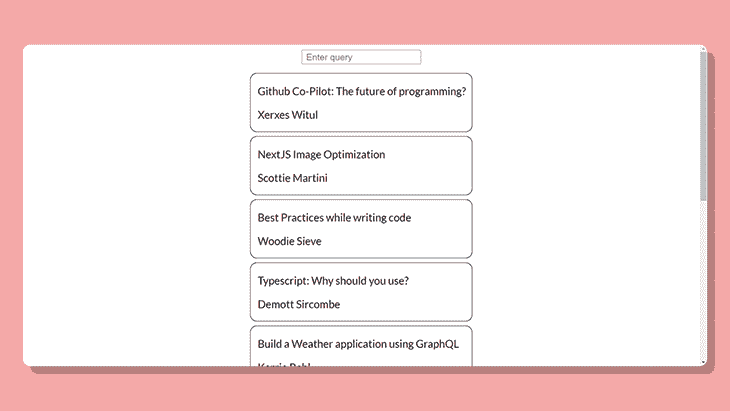 Enter query
Github Co-Pilot: The future of programming?
Xerxes Witul
NextJS Image Optimization
Scottie Martini
Best Practices while writing code
Woodie Sieve
Typescript: Why should you use?
Demott Sircombe
Build a Weather application using GraphQL